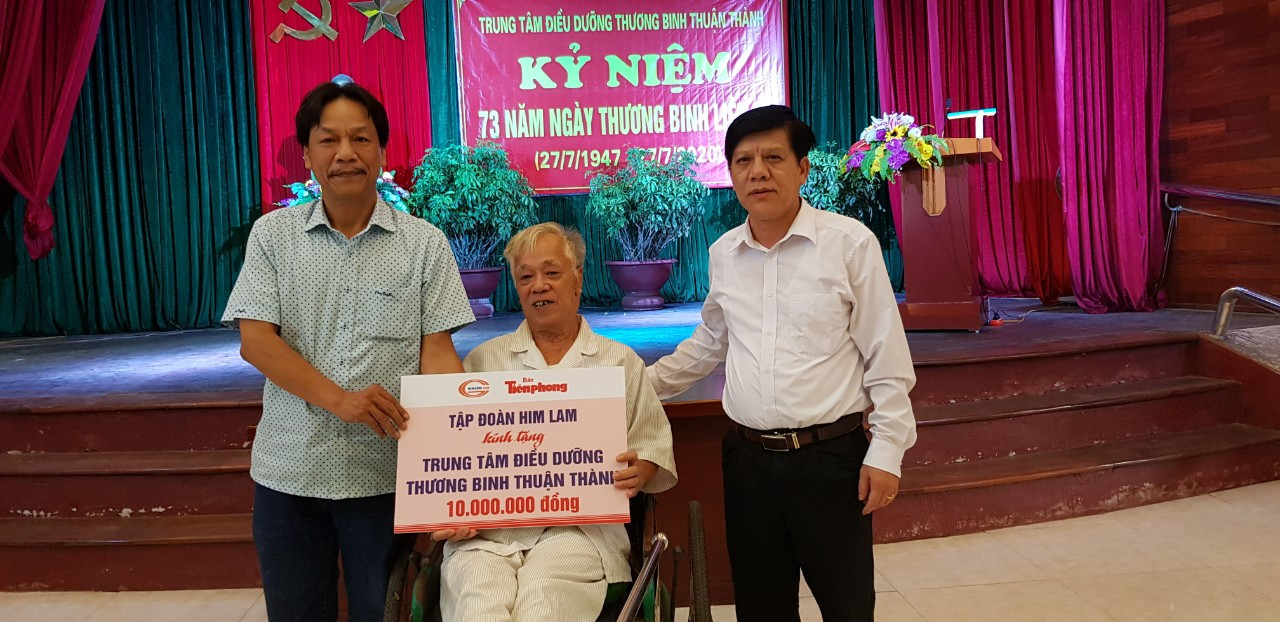 TRUNG TÂM ĐIỀU DƯỠNG THƯƠNG BINH THUẬN THÀNH
KỶ NIỆM
73 NĂM NGÀY THƯƠNG BINH
(27/7/1947
Báo
Tiền phong
TẬP ĐOÀN HIM LAM
kính tặng
TRUNG TÂM ĐIỀU DƯỠNG
THƯƠNG BINH THUẬN THÀNH
10.000.000 đồng